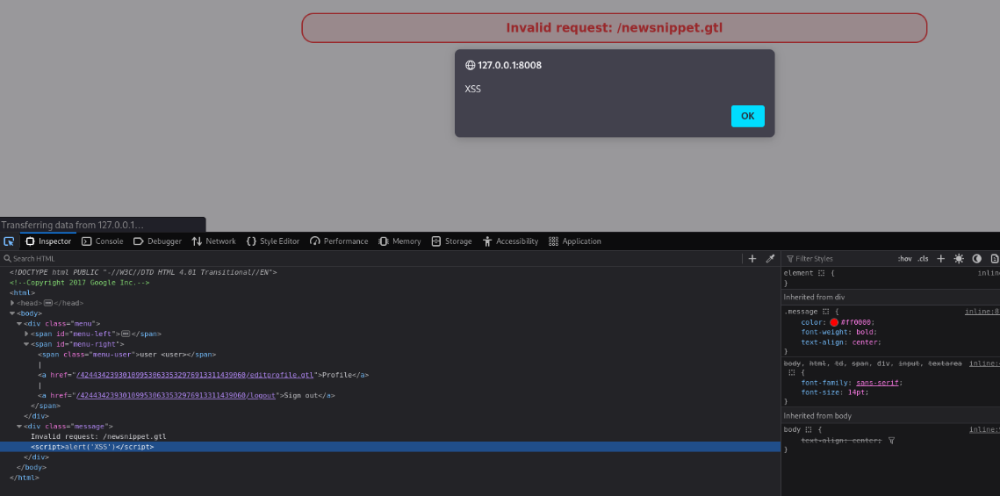 Invalid request: /newsnippet.gtl
127.0.0.1:8008
XSS
OK
Transferring data from 127.0.0.1…
Inspector Console Debugger Network Style Editor Performance Memory Storage Accessibility Application
Search HTML
<!DOCTYPE html PUBLIC "-//W3C//DTD HTML 4.01 Transitional//EN">
<!--Copyright 2017 Google Inc.-->
<html>
<head></head>
<body>
<div class="menu">
<span id="menu-left"></span>
<span id="menu-right">
<span class="menu-user">user <user></span>
|
<a href="/424434239301099530633532976913311439060/editprofile.gtl">Profile</a>
|
<a href="/424434239301099530633532976913311439060/logout">Sign out</a>
</span>
</div>
<div class="message">
Invalid request: /newsnippet.gtl
<script>alert('XSS')</script>
</div>
</body>
</html>
Filter Styles :hov .cls
element { inline
}
Inherited from div
.message { inline:8
color: #ff0000;
font-weight: bold;
text-align: center;
}
body, html, td, span, div, input, textarea
{
font-family: sans-serif;
font-size: 14pt;
}
Inherited from body
body {
text-align: center;
}